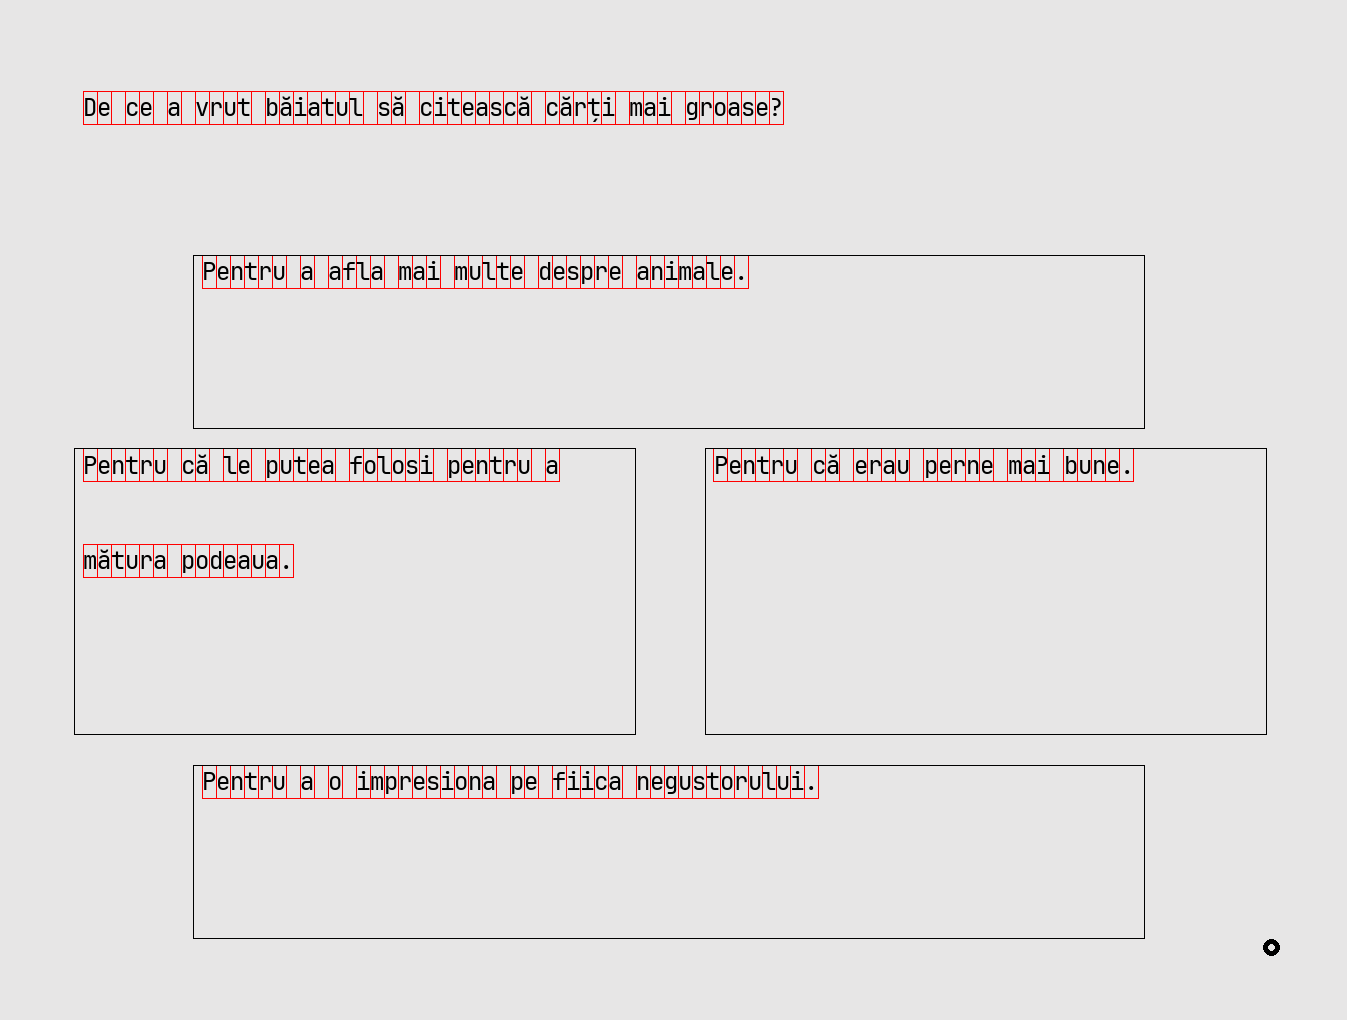 De ce a vrut băiatul să citească cărți mai groase?
Pentru a afla mai multe despre animale.
Pentru că le putea folosi pentru a
mătura podeaua.
Pentru că erau perne mai bune.
Pentru a o impresiona pe fiica negustorului.